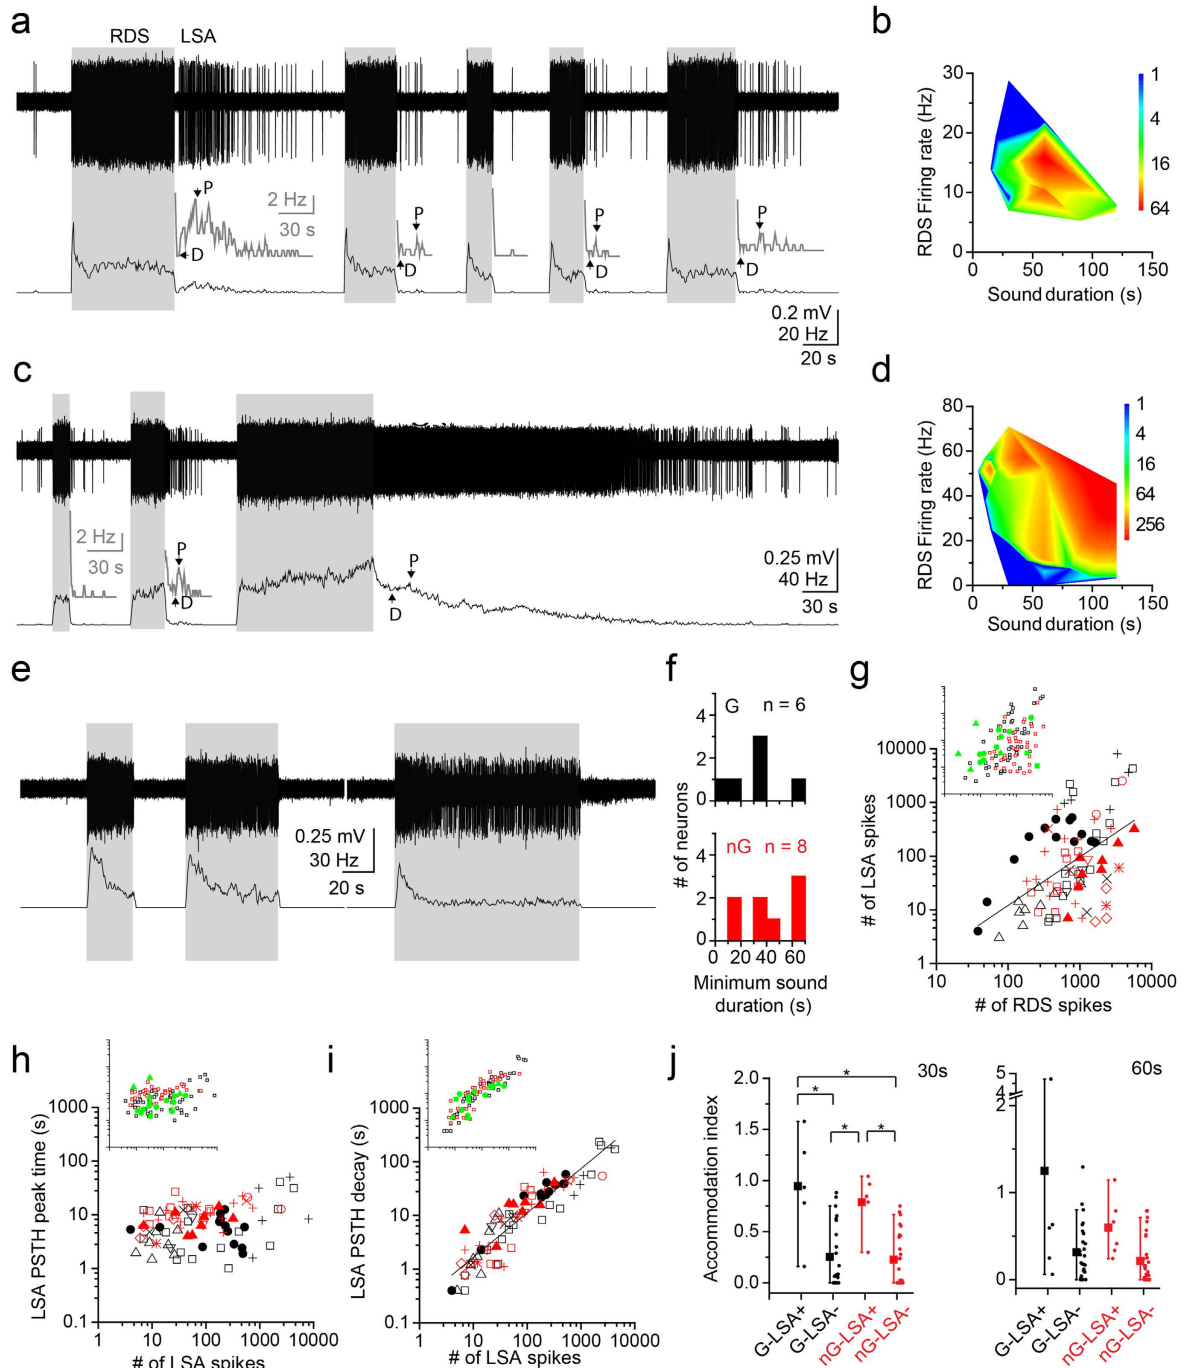 a
RDS
LSA
P
2 Hz
30 s
D
P
D
P
D
P
D
0.2 mV
20 Hz
20 s
b
30
20
10
0
0
50
100
150
RDS Firing rate (Hz)
Sound duration (s)
1
4
16
64
c
2 Hz
30 s
P
D
P
D
0.25 mV
40 Hz
30 s
d
80
60
40
20
0
0
50
100
150
RDS Firing rate (Hz)
Sound duration (s)
1
4
16
64
256
e
0.25 mV
30 Hz
20 s
f
G n = 6
4
2
0
nG n = 8
4
2
0
0
20
40
60
# of neurons
Minimum sound
duration (s)
g
10000
1000
100
10
1
10
100
1000
10000
# of LSA spikes
# of RDS spikes
h
1000
100
10
1
0.1
1
10
100
1000
10000
LSA PSTH peak time (s)
# of LSA spikes
i
1000
100
10
1
0.1
1
10
100
1000
10000
LSA PSTH decay (s)
# of LSA spikes
j
30s
2.0
1.5
1.0
0.5
0.0
Accommodation index
*
*
*
*
G-LSA+
G-LSA-
nG-LSA+
nG-LSA-
60s
5
4
2
1
0
G-LSA+
G-LSA-
nG-LSA+
nG-LSA-